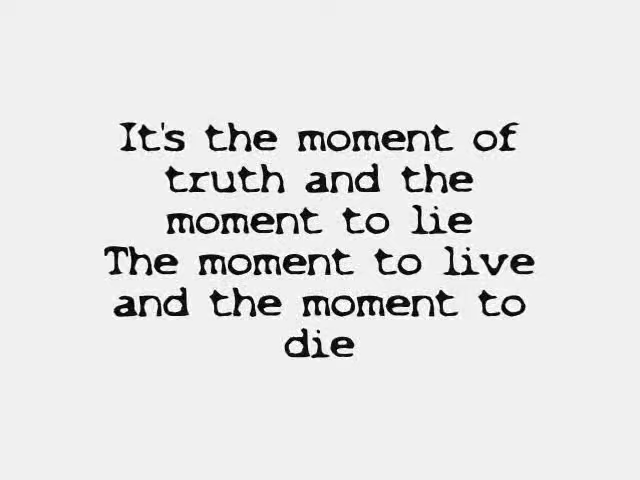 It's the moment of
truth and the
moment to lie
The moment to live
and the moment to
die